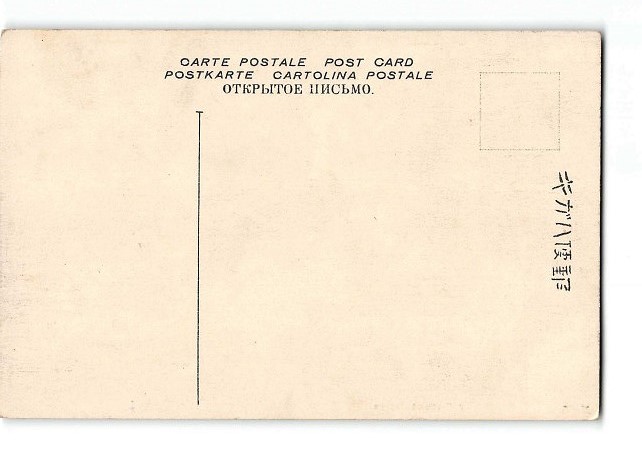 CARTE POSTALE POST CARD
POSTKARTE CARTOLINA POSTALE
ОТКРЫТОЕ ПИСЬМО.
郵便ハガキ